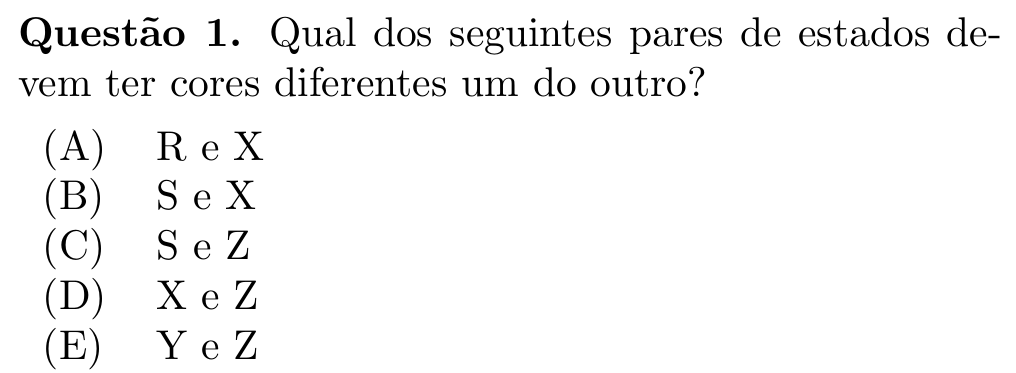 Questão 1. Qual dos seguintes pares de estados de-
vem ter cores diferentes um do outro?
(A) R e X
(B) S e X
(C) S e Z
(D) X e Z
(E) Y e Z